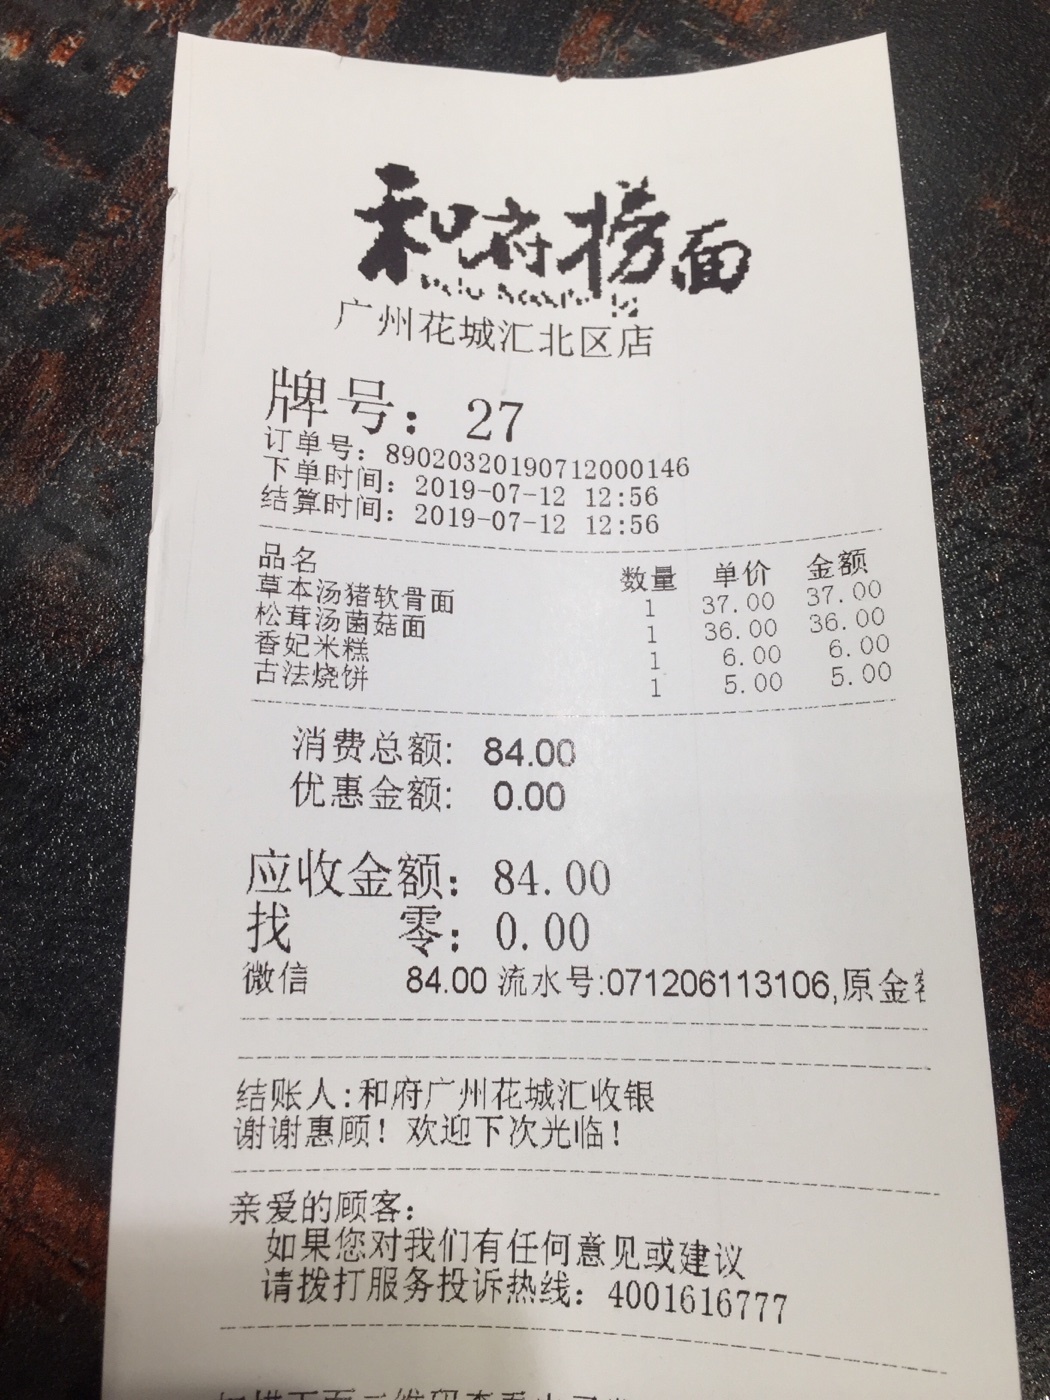 和府捞面
广州花城汇北区店
牌号：27
订单号：89020320190712000146
下单时间：2019-07-12 12:56
结算时间：2019-07-12 12:56
品名 数量 单价 金额
草本汤猪软骨面 1 37.00 37.00
松茸汤菌菇面 1 36.00 36.00
香妃米糕 1 6.00 6.00
古法烧饼 1 5.00 5.00
消费总额: 84.00
优惠金额: 0.00
应收金额：84.00
找 零：0.00
微信 84.00 流水号:071206113106,原金
结账人:和府广州花城汇收银
谢谢惠顾！欢迎下次光临！
亲爱的顾客：
如果您对我们有任何意见或建议
请拨打服务投诉热线：4001616777